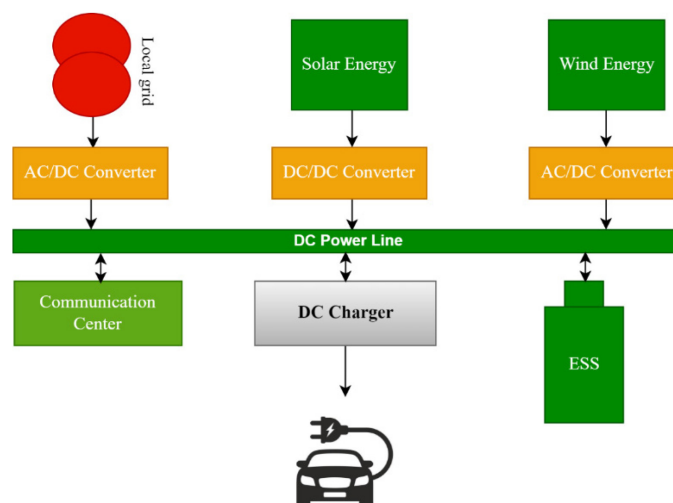 Local grid
Solar Energy
Wind Energy
AC/DC Converter
DC/DC Converter
AC/DC Converter
DC Power Line
Communication
Center
DC Charger
ESS